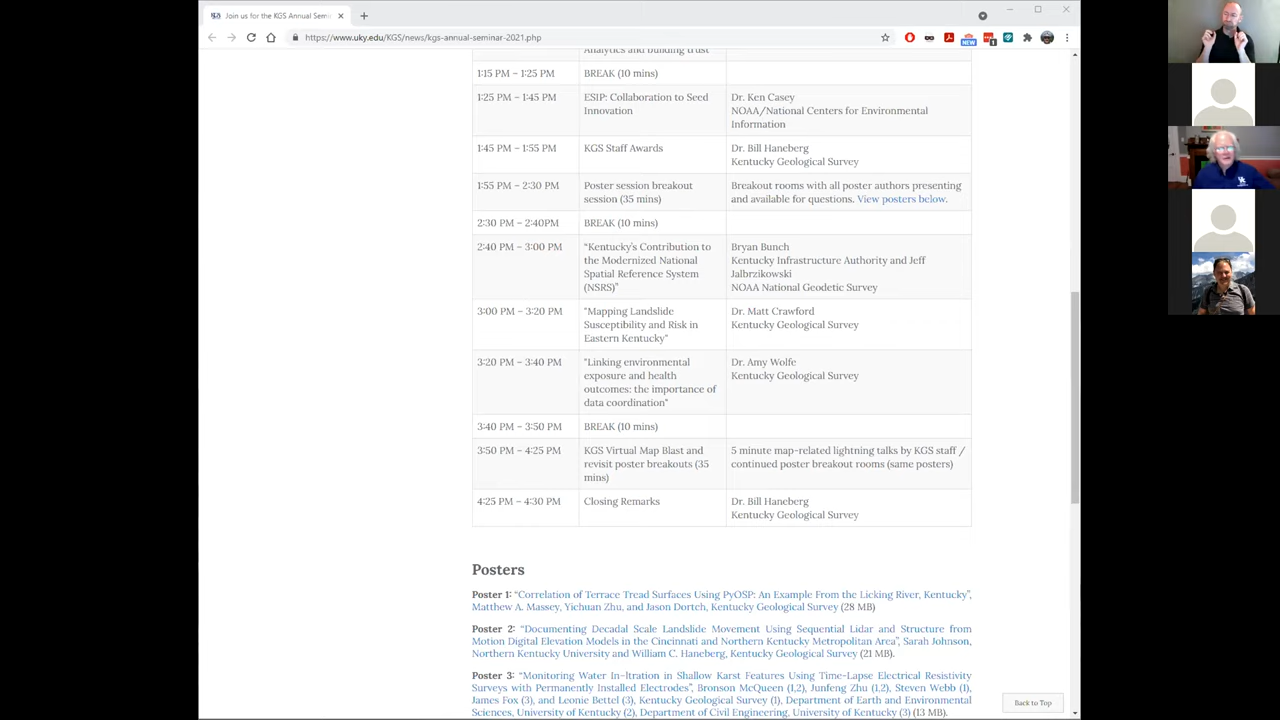 Join us for the KGS Annual Semi
https://www.uky.edu/KGS/news/kgs-annual-seminar-2021.php
NEW
1
Analytics and building trust
1:15 PM – 1:25 PM
BREAK (10 mins)
1:25 PM – 1:45 PM
ESIP: Collaboration to Seed
Innovation
Dr. Ken Casey
NOAA/National Centers for Environmental
Information
1:45 PM – 1:55 PM
KGS Staff Awards
Dr. Bill Haneberg
Kentucky Geological Survey
1:55 PM – 2:30 PM
Poster session breakout
session (35 mins)
Breakout rooms with all poster authors presenting
and available for questions. View posters below.
2:30 PM – 2:40PM
BREAK (10 mins)
2:40 PM – 3:00 PM
“Kentucky’s Contribution to
the Modernized National
Spatial Reference System
(NSRS)”
Bryan Bunch
Kentucky Infrastructure Authority and Jeff
Jalbrzikowski
NOAA National Geodetic Survey
3:00 PM – 3:20 PM
"Mapping Landslide
Susceptibility and Risk in
Eastern Kentucky"
Dr. Matt Crawford
Kentucky Geological Survey
3:20 PM – 3:40 PM
"Linking environmental
exposure and health
outcomes: the importance of
data coordination"
Dr. Amy Wolfe
Kentucky Geological Survey
3:40 PM – 3:50 PM
BREAK (10 mins)
3:50 PM – 4:25 PM
KGS Virtual Map Blast and
revisit poster breakouts (35
mins)
5 minute map-related lightning talks by KGS staff /
continued poster breakout rooms (same posters)
4:25 PM – 4:30 PM
Closing Remarks
Dr. Bill Haneberg
Kentucky Geological Survey
Posters
Poster 1: “Correlation of Terrace Tread Surfaces Using PyOSP: An Example From the Licking River, Kentucky”,
Matthew A. Massey, Yichuan Zhu, and Jason Dortch, Kentucky Geological Survey (28 MB)
Poster 2: “Documenting Decadal Scale Landslide Movement Using Sequential Lidar and Structure from
Motion Digital Elevation Models in the Cincinnati and Northern Kentucky Metropolitan Area”, Sarah Johnson,
Northern Kentucky University and William C. Haneberg, Kentucky Geological Survey (21 MB).
Poster 3: “Monitoring Water In-ltration in Shallow Karst Features Using Time-Lapse Electrical Resistivity
Surveys with Permanently Installed Electrodes”, Bronson McQueen (1,2), Junfeng Zhu (1,2), Steven Webb (1),
James Fox (3), and Leonie Bettel (3), Kentucky Geological Survey (1), Department of Earth and Environmental
Sciences, University of Kentucky (2), Department of Civil Engineering, University of Kentucky (3) (13 MB).
Back to Top